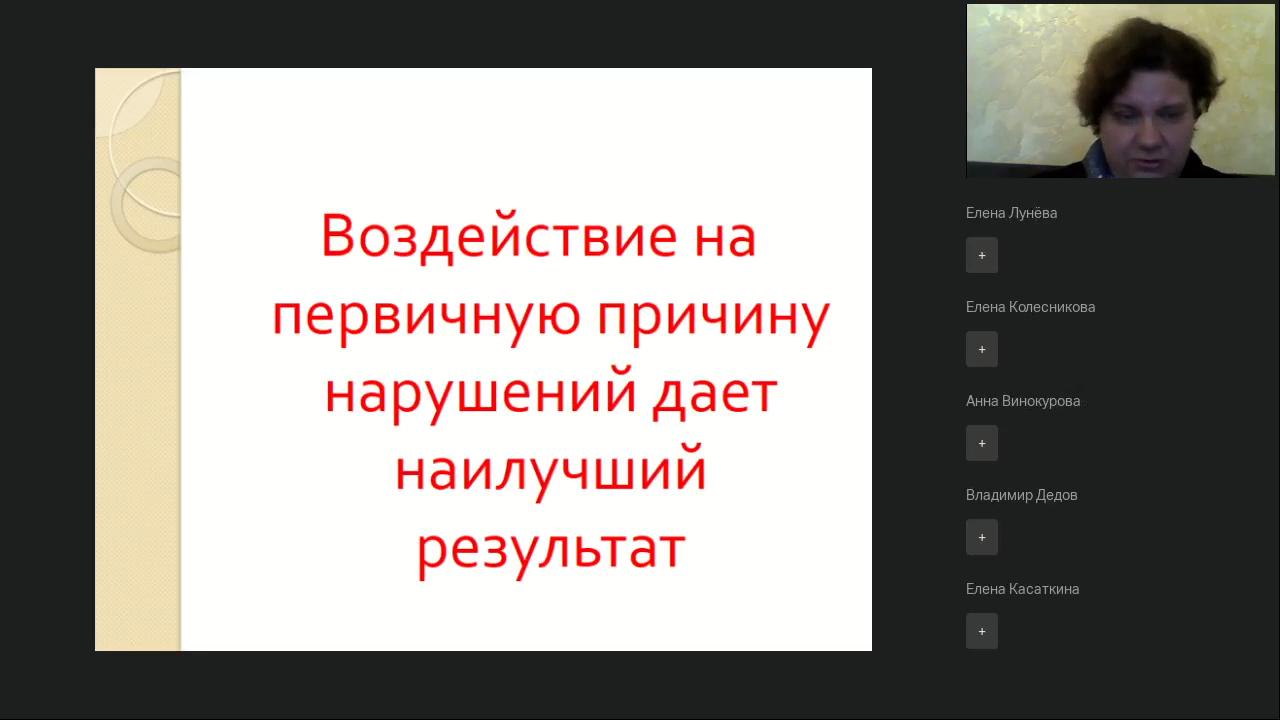 Воздействие на
первичную причину
нарушений дает
наилучший
результат
Елена Лунёва
+
Елена Колесникова
+
Анна Винокурова
+
Владимир Дедов
+
Елена Касаткина
+